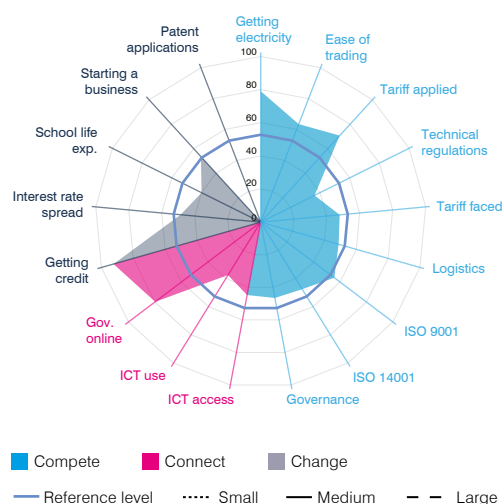 Getting
electricity
Ease of
trading
Tariff applied
Technical
regulations
Tariff faced
Logistics
ISO 9001
ISO 14001
Governance
ICT access
ICT use
Gov.
online
Getting
credit
Interest rate
spread
School life
exp.
Starting a
business
Patent
applications
100
80
60
40
20
0
Compete
Connect
Change
Reference level
Small
Medium
Large